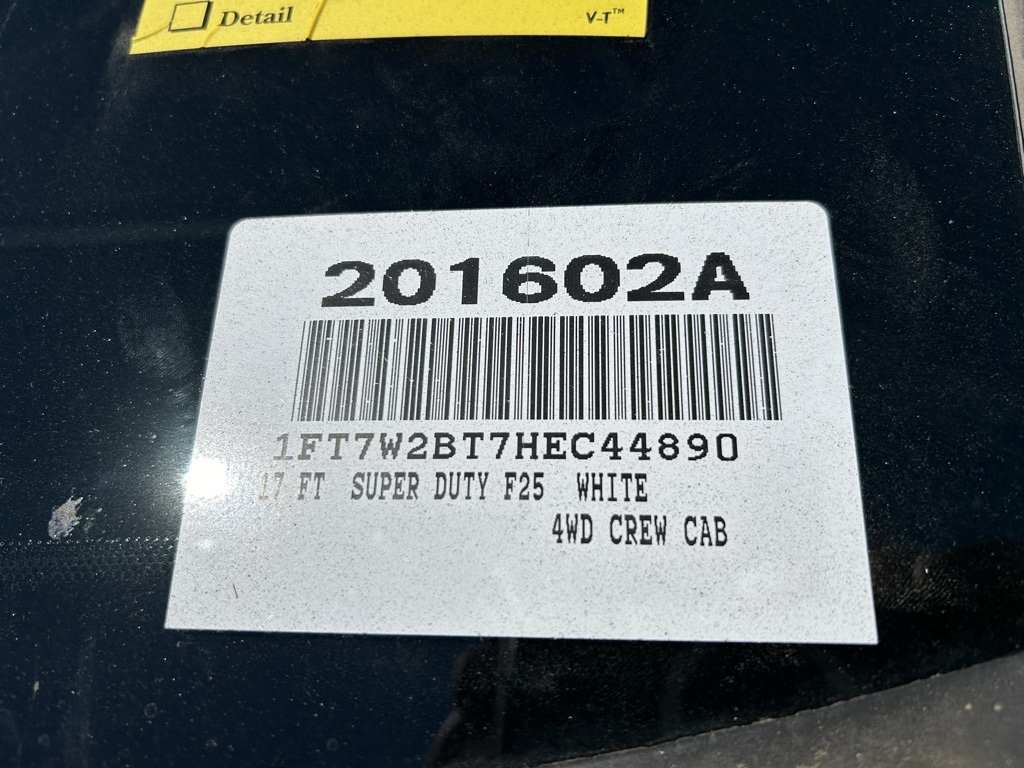 Detail
V-T™
201602A
1FT7W2BT7HEC44890
17 FT SUPER DUTY F25 WHITE
4WD CREW CAB